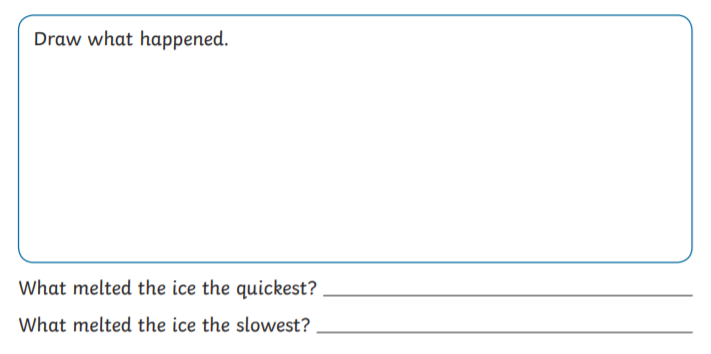 Draw what happened.
What melted the ice the quickest?
What melted the ice the slowest?